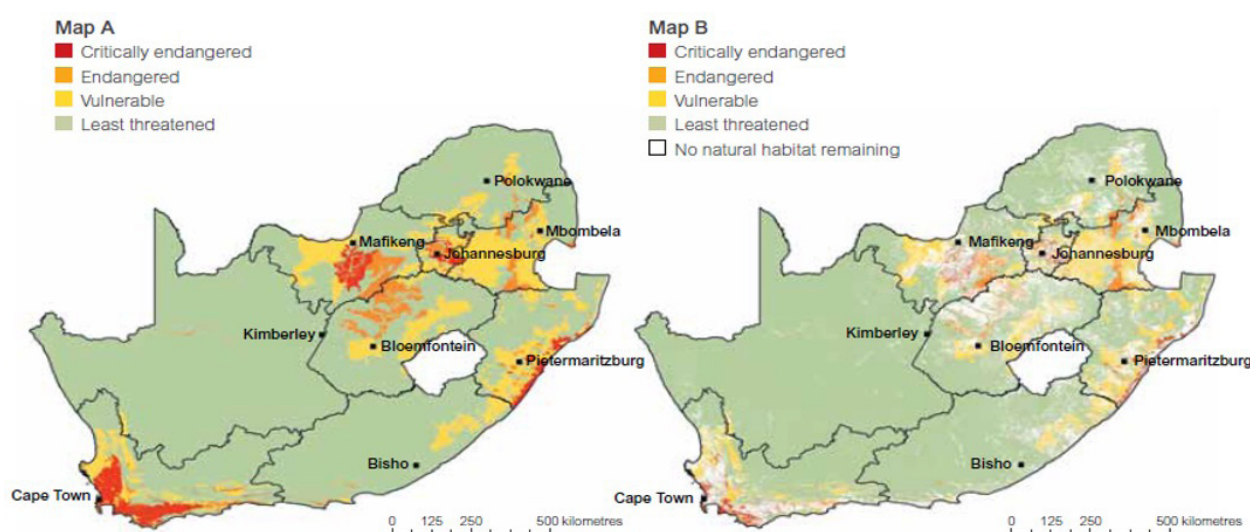 Map A
Critically endangered
Endangered
Vulnerable
Least threatened
Polokwane
Mbombela
Mafikeng
Johannesburg
Kimberley
Bloemfontein
Pietermaritzburg
Bisho
Cape Town
0 125 250 500 kilometres
Map B
Critically endangered
Endangered
Vulnerable
Least threatened
No natural habitat remaining
Polokwane
Mbombela
Mafikeng
Johannesburg
Kimberley
Bloemfontein
Pietermaritzburg
Bisho
Cape Town
0 125 250 500 kilometres